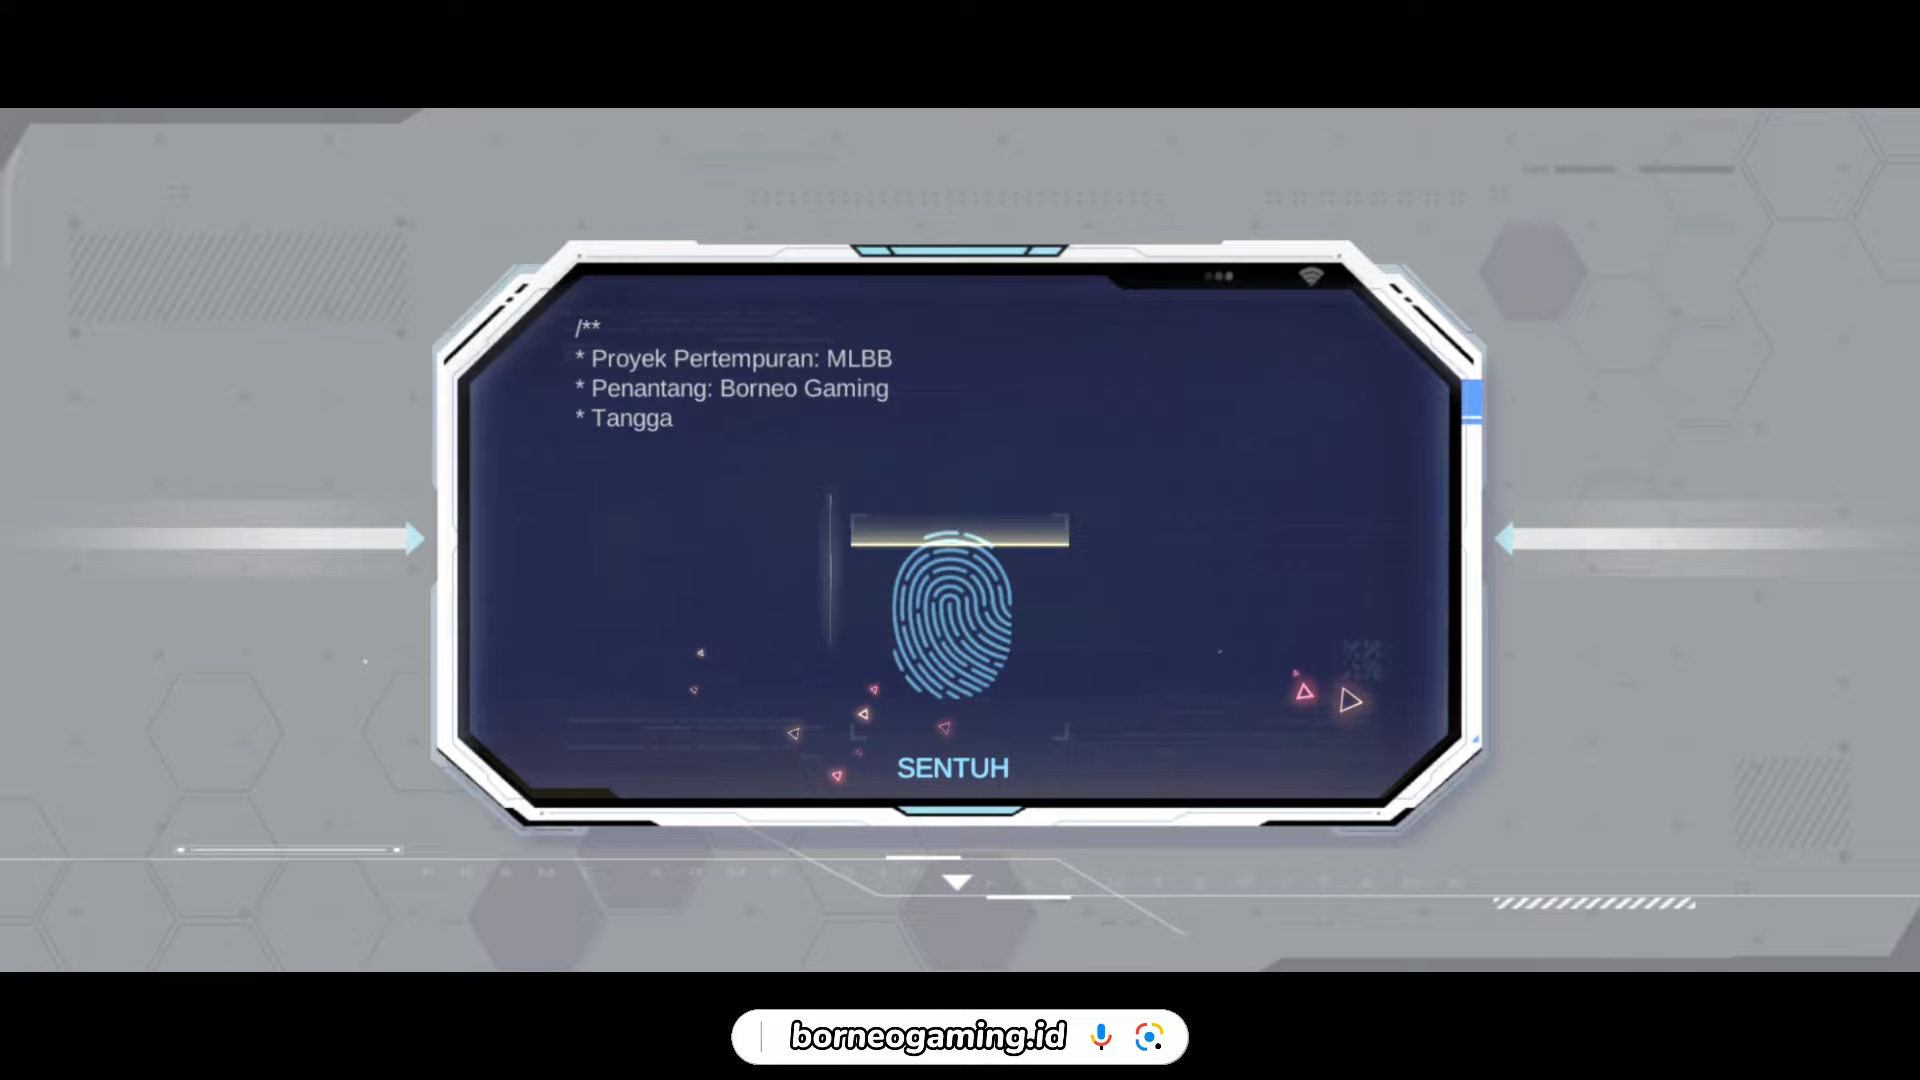 /**
* Proyek Pertempuran: MLBB
* Penantang: Borneo Gaming
* Tangga
SENTUH
borneogaming.id